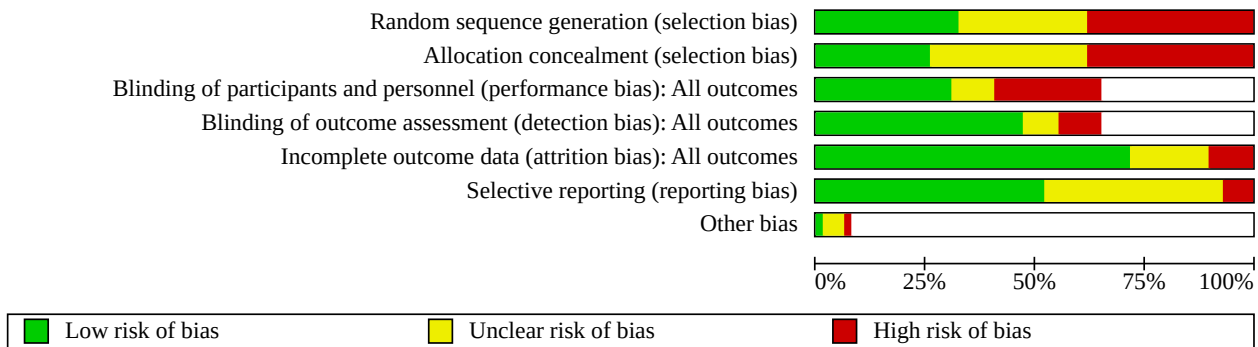 Random sequence generation (selection bias)
Allocation concealment (selection bias)
Blinding of participants and personnel (performance bias): All outcomes
Blinding of outcome assessment (detection bias): All outcomes
Incomplete outcome data (attrition bias): All outcomes
Selective reporting (reporting bias)
Other bias
0% 25% 50% 75% 100%
Low risk of bias Unclear risk of bias High risk of bias